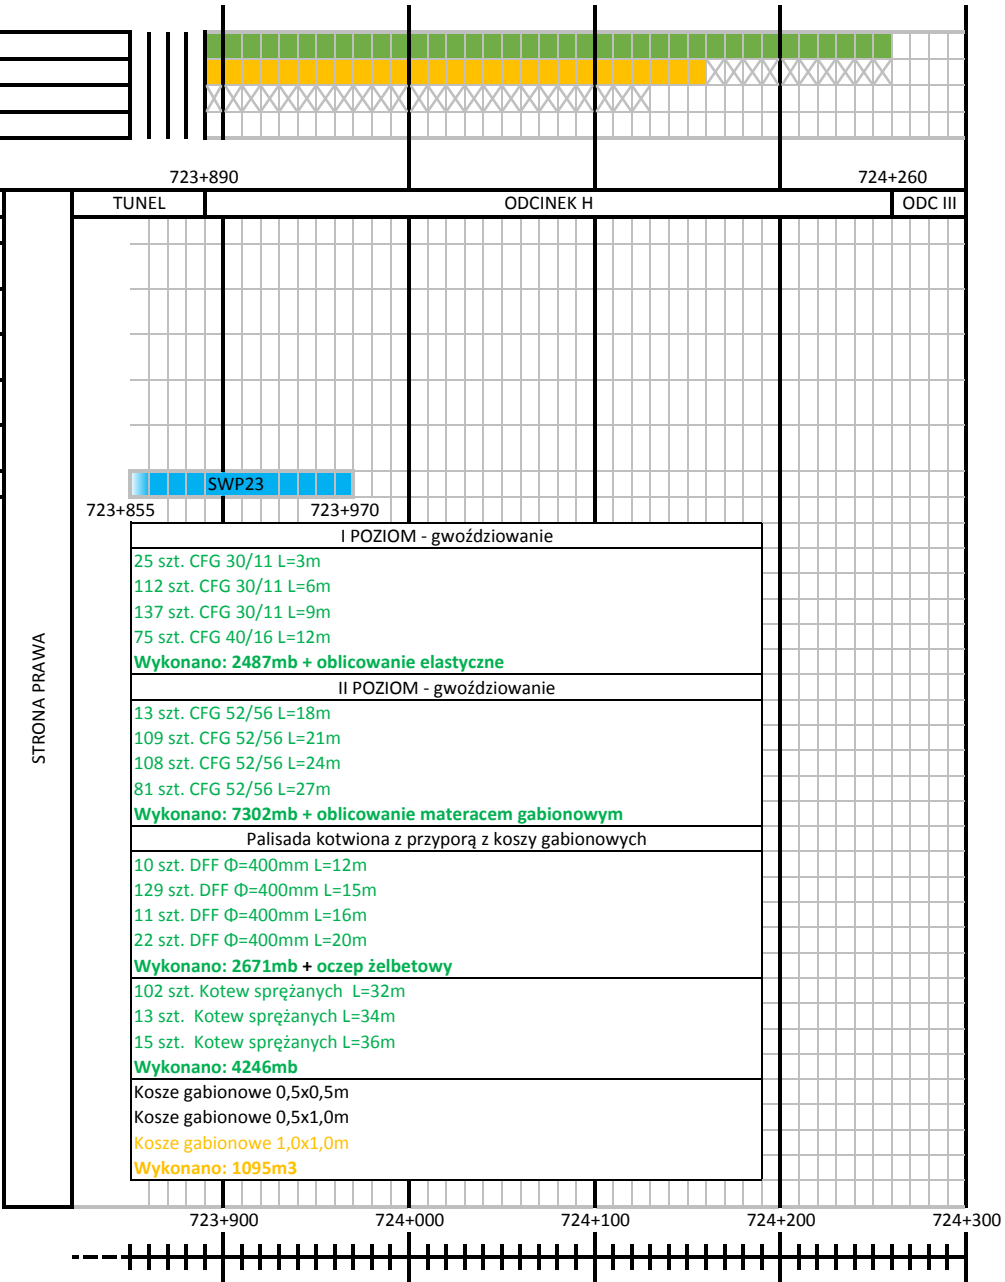 723+890 724+260
TUNEL ODCINEK H ODC III
SWP23
723+855 723+970
STRONA PRAWA
I POZIOM - gwoździowanie
25 szt. CFG 30/11 L=3m
112 szt. CFG 30/11 L=6m
137 szt. CFG 30/11 L=9m
75 szt. CFG 40/16 L=12m
Wykonano: 2487mb + oblicowanie elastyczne
II POZIOM - gwoździowanie
13 szt. CFG 52/56 L=18m
109 szt. CFG 52/56 L=21m
108 szt. CFG 52/56 L=24m
81 szt. CFG 52/56 L=27m
Wykonano: 7302mb + oblicowanie materacem gabionowym
Palisada kotwiona z przyporą z koszy gabionowych
10 szt. DFF Φ=400mm L=12m
129 szt. DFF Φ=400mm L=15m
11 szt. DFF Φ=400mm L=16m
22 szt. DFF Φ=400mm L=20m
Wykonano: 2671mb + oczep żelbetowy
102 szt. Kotew sprężanych  L=32m
13 szt.  Kotew sprężanych L=34m
15 szt.  Kotew sprężanych L=36m
Wykonano: 4246mb
Kosze gabionowe 0,5x0,5m
Kosze gabionowe 0,5x1,0m
Kosze gabionowe 1,0x1,0m
Wykonano: 1095m3
723+900 724+000 724+100 724+200 724+300